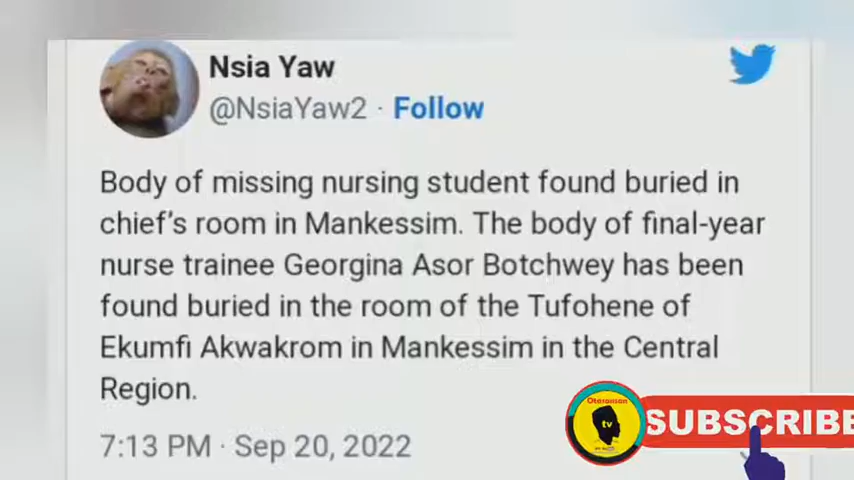 Nsia Yaw
@NsiaYaw2 · Follow
Body of missing nursing student found buried in
chief's room in Mankessim. The body of final-year
nurse trainee Georgina Asor Botchwey has been
found buried in the room of the Tufohene of
Ekumfi Akwakrom in Mankessim in the Central
Region.
7:13 PM · Sep 20, 2022
tv
SUBSCRIBE